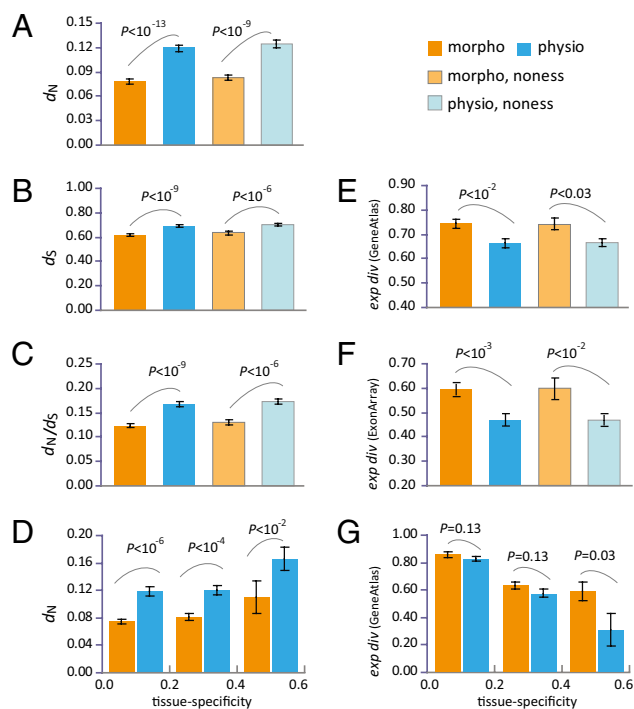 A
P<10-13
P<10-9
0.15
0.12
0.09
0.06
0.03
0.00
dN
morpho
physio
morpho, noness
physio, noness
B
P<10-9
P<10-6
1.00
0.80
0.60
0.40
0.20
0.00
dS
E
P<10-2
P<0.03
0.90
0.80
0.70
0.60
0.50
0.40
exp div (GeneAtlas)
C
P<10-9
P<10-6
0.25
0.20
0.15
0.10
0.05
0.00
dN/dS
F
P<10-3
P<10-2
0.70
0.60
0.50
0.40
0.30
0.20
exp div (ExonArray)
D
P<10-6
P<10-4
P<10-2
0.20
0.16
0.12
0.08
0.04
0.00
dN
0.0 0.2 0.4 0.6
tissue-specificity
G
P=0.13
P=0.13
P=0.03
1.00
0.80
0.60
0.40
0.20
0.00
exp div (GeneAtlas)
0.0 0.2 0.4 0.6
tissue-specificity